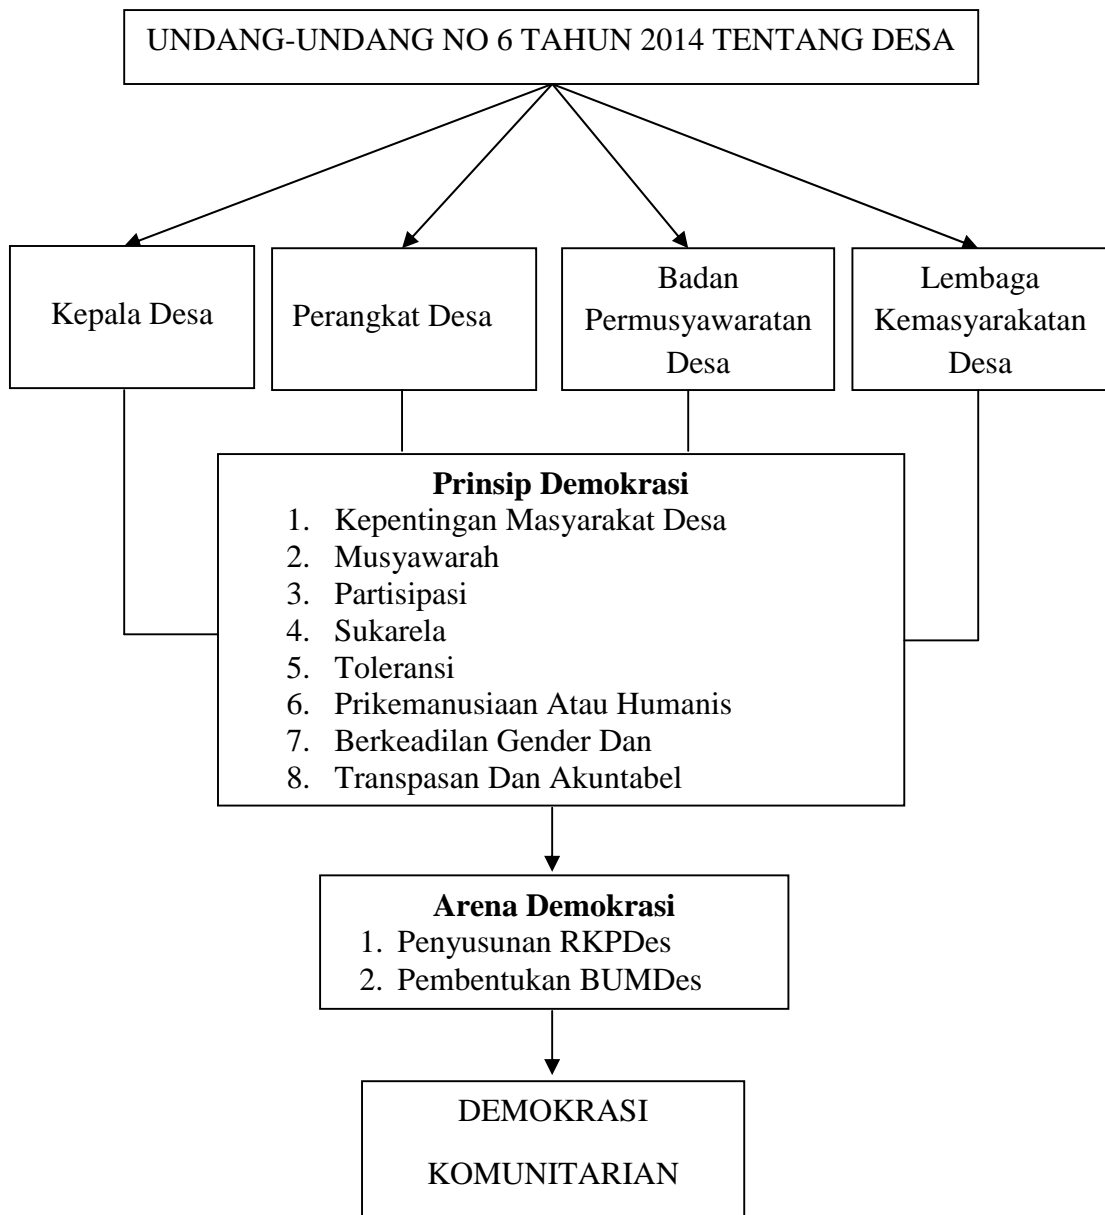 UNDANG-UNDANG NO 6 TAHUN 2014 TENTANG DESA
Kepala Desa
Perangkat Desa
Badan
Permusyawaratan
Desa
Lembaga
Kemasyarakatan
Desa
Prinsip Demokrasi
1. Kepentingan Masyarakat Desa
2. Musyawarah
3. Partisipasi
4. Sukarela
5. Toleransi
6. Prikemanusiaan Atau Humanis
7. Berkeadilan Gender Dan
8. Transpasan Dan Akuntabel
Arena Demokrasi
1. Penyusunan RKPDes
2. Pembentukan BUMDes
DEMOKRASI
KOMUNITARIAN